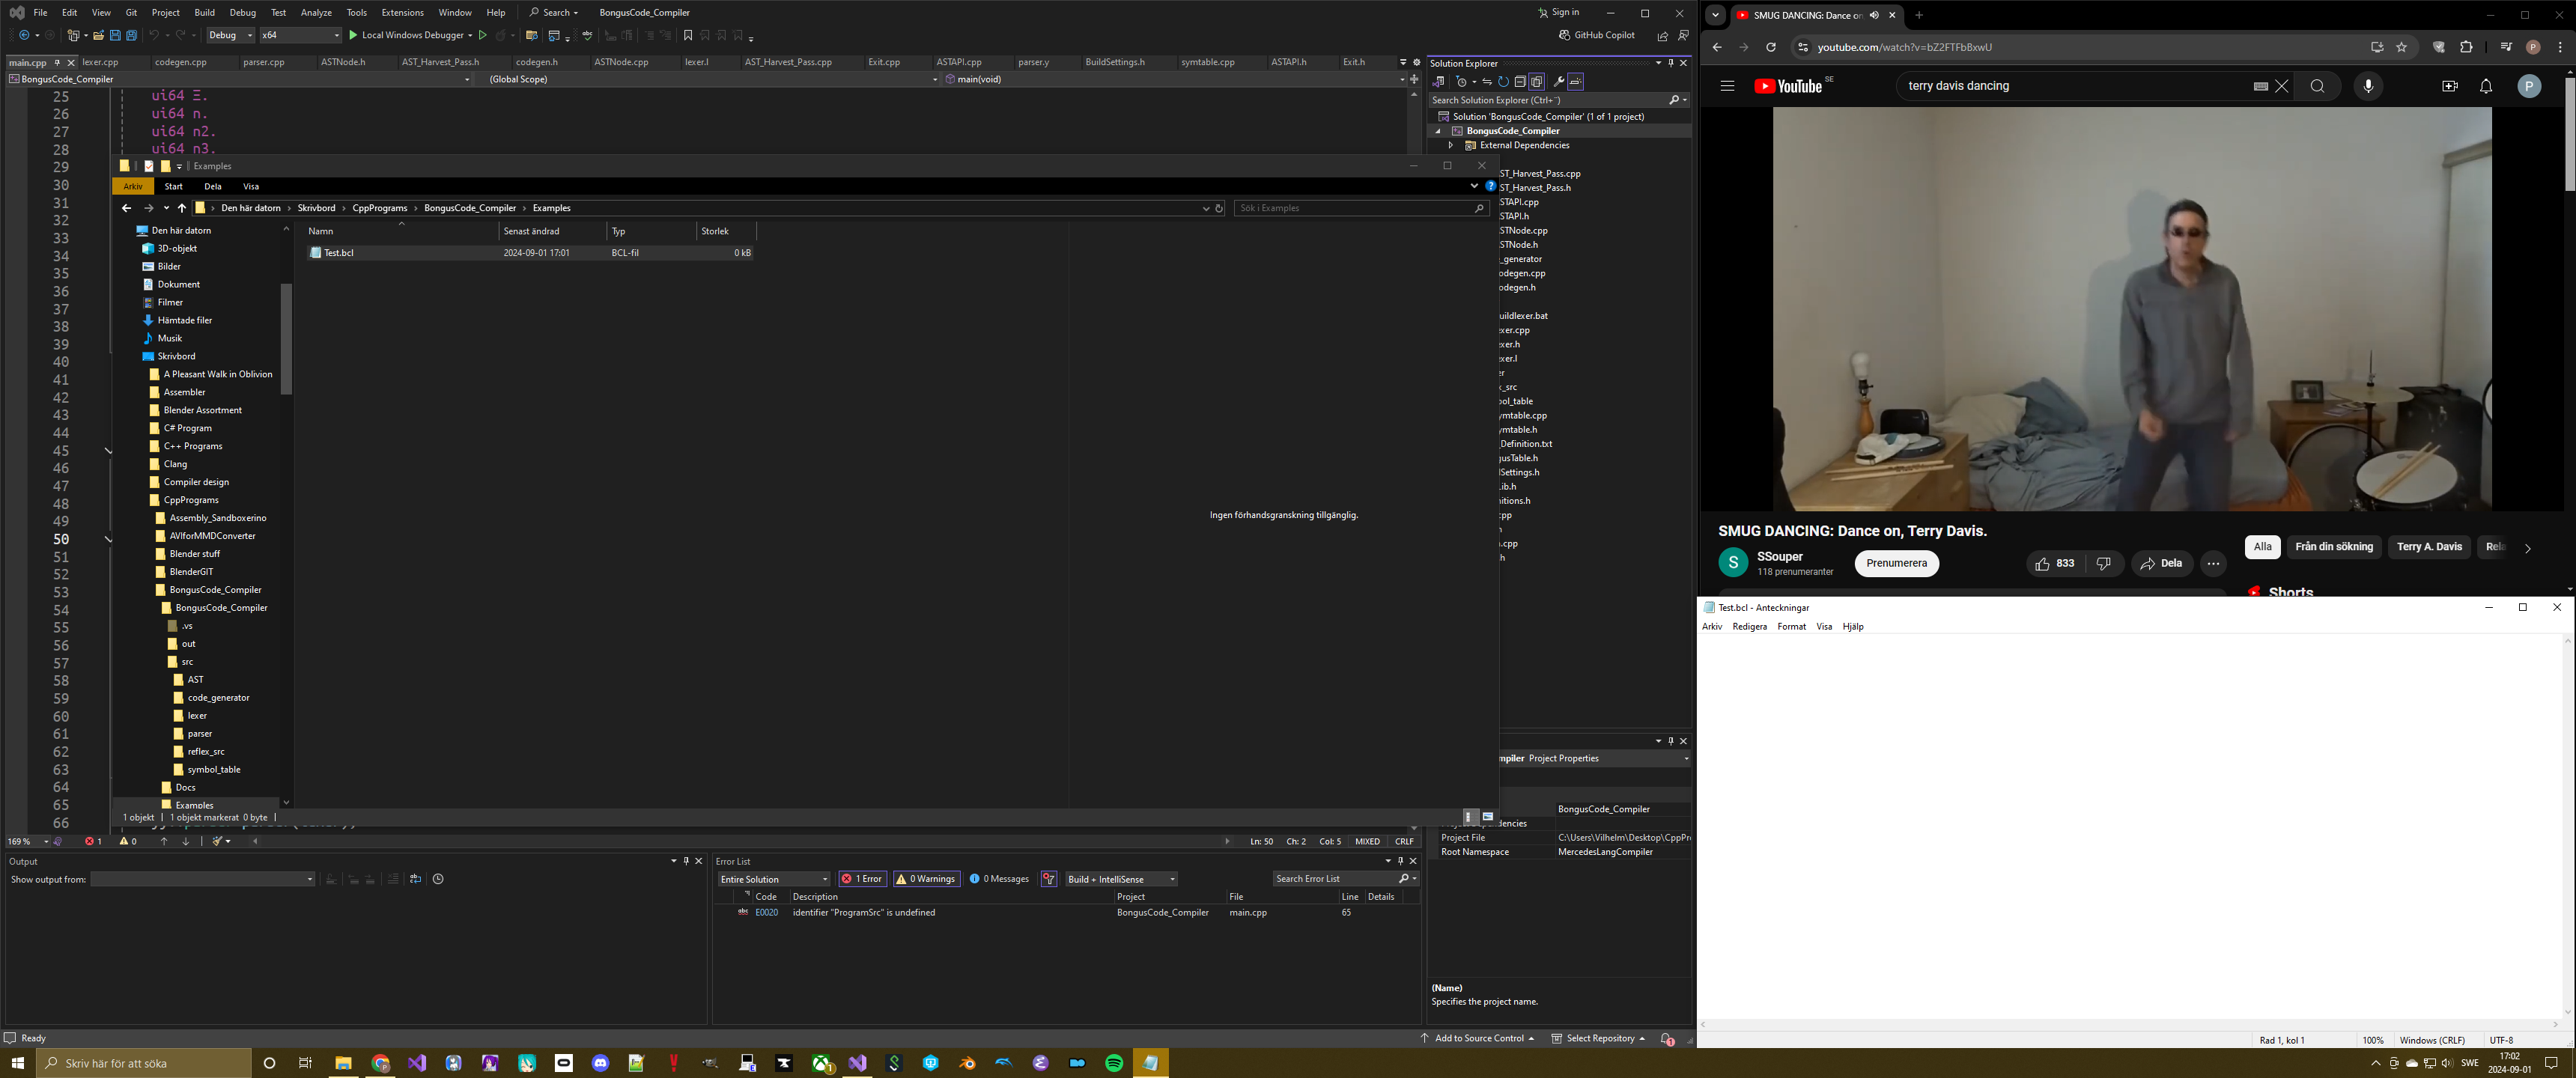 File Edit View Git Project Build Debug Test Analyze Tools Extensions Window Help Search BongusCode_Compiler Sign in
Debug x64 Local Windows Debugger GitHub Copilot
main.cpp lexer.cpp codegen.cpp parser.cpp ASTNode.h AST_Harvest_Pass.h codegen.h ASTNode.cpp lexer.l AST_Harvest_Pass.cpp Exit.cpp ASTAPI.cpp parser.y BuildSettings.h symtable.cpp ASTAPI.h Exit.h
BongusCode_Compiler (Global Scope) main(void)
25 ui64 Ξ.
26 ui64 n.
27 ui64 n2.
28 ui64 n3.
29
30
31
32
33
34
35
36
37
38
39
40
41
42
43
44
45
46
47
48
49
50
51
52
53
54
55
56
57
58
59
60
61
62
63
64
65
66
Examples
Arkiv Start Dela Visa
Den här datorn Skrivbord CppPrograms BongusCode_Compiler Examples
Sök i Examples
Namn Senast ändrad Typ Storlek
Test.bcl 2024-09-01 17:01 BCL-fil 0 kB
Den här datorn
3D-objekt
Bilder
Dokument
Filmer
Hämtade filer
Musik
Skrivbord
A Pleasant Walk in Oblivion
Assembler
Blender Assortment
C# Program
C++ Programs
Clang
Compiler design
CppPrograms
Assembly_Sandboxerino
AVIforMMDConverter
Blender stuff
BlenderGIT
BongusCode_Compiler
BongusCode_Compiler
.vs
out
src
AST
code_generator
lexer
parser
reflex_src
symbol_table
Docs
Examples
Ingen förhandsgranskning tillgänglig.
1 objekt 1 objekt markerat 0 byte
169 % 1 0 Ln: 50 Ch: 2 Col: 5 MIXED CRLF
Solution Explorer
Search Solution Explorer (Ctrl+¨)
Solution 'BongusCode_Compiler' (1 of 1 project)
BongusCode_Compiler
External Dependencies
ST_Harvest_Pass.cpp
ST_Harvest_Pass.h
STAPI.cpp
STAPI.h
STNode.cpp
STNode.h
_generator
odegen.cpp
odegen.h
uildlexer.bat
exer.cpp
exer.h
exer.l
er
x_src
ol_table
ymtable.cpp
ymtable.h
_Definition.txt
gusTable.h
dSettings.h
ib.h
nitions.h
cpp
h
n.cpp
h
mpiler Project Properties
BongusCode_Compiler
endencies
Project File C:\Users\Vilhelm\Desktop\CppPr
Root Namespace MercedesLangCompiler
(Name)
Specifies the project name.
Output
Show output from:
Error List
Entire Solution 1 Error 0 Warnings 0 Messages Build + IntelliSense Search Error List
Code Description Project File Line Details
abc E0020 identifier "ProgramSrc" is undefined BongusCode_Compiler main.cpp 65
Ready Add to Source Control Select Repository 1
SMUG DANCING: Dance on,
youtube.com/watch?v=bZ2FTFbBxwU P
YouTube SE terry davis dancing P
SMUG DANCING: Dance on, Terry Davis.
S SSouper
118 prenumeranter
Prenumerera 833 Dela
Alla Från din sökning Terry A. Davis Rela
Shorts
Test.bcl - Anteckningar
Arkiv Redigera Format Visa Hjälp
Rad 1, kol 1 100% Windows (CRLF) UTF-8
Skriv här för att söka
SWE 17:02
2024-09-01